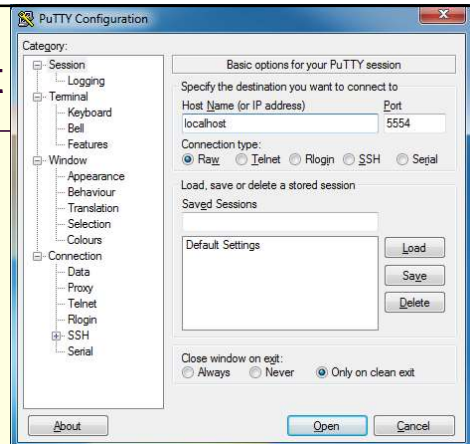 PuTTY Configuration
Category:
Session
Logging
Terminal
Keyboard
Bell
Features
Window
Appearance
Behaviour
Translation
Selection
Colours
Connection
Data
Proxy
Telnet
Rlogin
SSH
Serial
Basic options for your PuTTY session
Specify the destination you want to connect to
Host Name (or IP address) Port
localhost 5554
Connection type:
Raw Telnet Rlogin SSH Serial
Load, save or delete a stored session
Saved Sessions
Default Settings
Load
Save
Delete
Close window on exit:
Always Never Only on clean exit
About Open Cancel